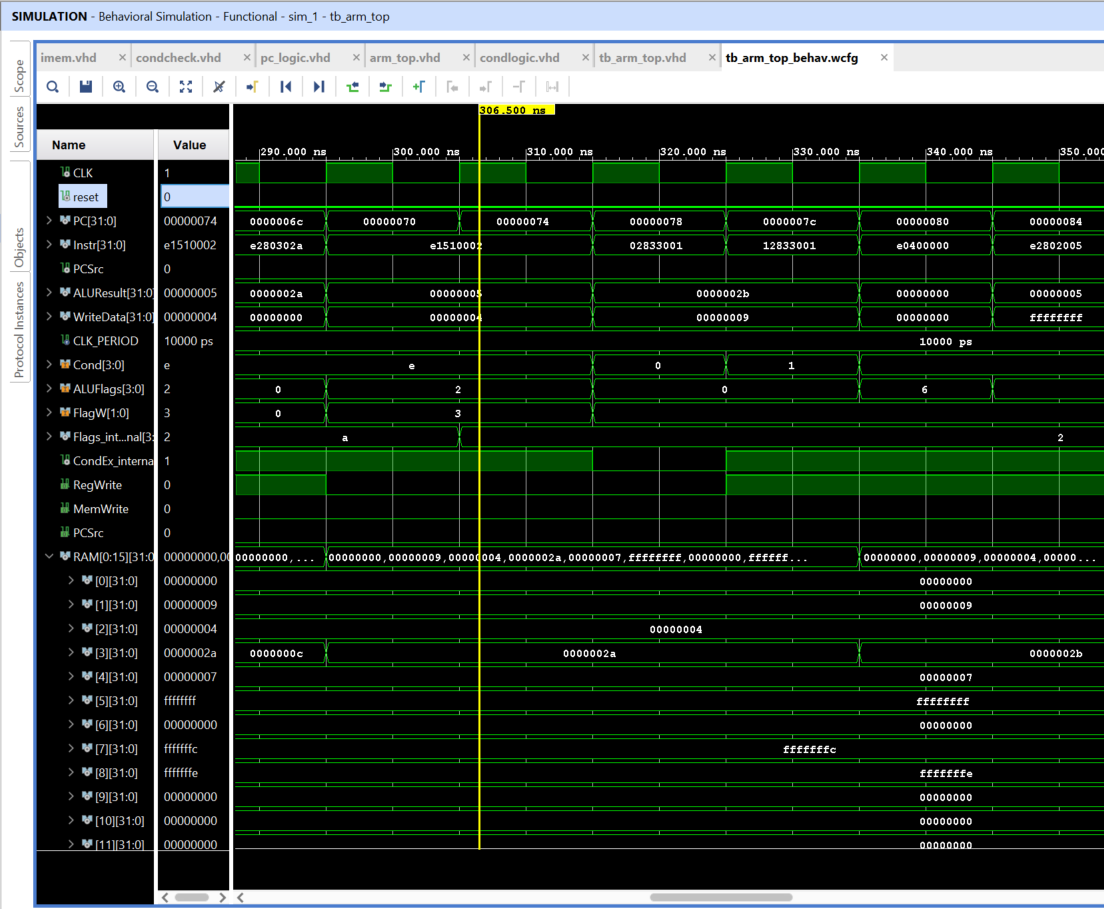 SIMULATION - Behavioral Simulation - Functional - sim_1 - tb_arm_top
Scope
Sources
Objects
Protocol Instances
imem.vhd × condcheck.vhd × pc_logic.vhd × arm_top.vhd × condlogic.vhd × tb_arm_top.vhd × tb_arm_top_behav.wcfg ×
306.500 ns
Name Value
290.000 ns 300.000 ns 310.000 ns 320.000 ns 330.000 ns 340.000 ns 350.000
CLK 1
reset 0
PC[31:0] 00000074 0000006c 00000070 00000074 00000078 0000007c 00000080 00000084
Instr[31:0] e1510002 e280302a e1510002 02833001 12833001 e0400000 e2802005
PCSrc 0
ALUResult[31:0] 00000005 0000002a 00000005 0000002b 00000000 00000005
WriteData[31:0] 00000004 00000000 00000004 00000009 00000000 ffffffff
CLK_PERIOD 10000 ps 10000 ps
Cond[3:0] e e 0 1
ALUFlags[3:0] 2 0 2 0 6
FlagW[1:0] 3 0 3
Flags_int...nal[3: 2 a 2
CondEx_interna 1
RegWrite 0
MemWrite 0
PCSrc 0
RAM[0:15][31:0 00000000,00 00000000,... 00000000,00000009,00000004,0000002a,00000007,ffffffff,00000000,ffffff... 00000000,00000009,00000004,00000...
[0][31:0] 00000000 00000000
[1][31:0] 00000009 00000009
[2][31:0] 00000004 00000004
[3][31:0] 0000002a 0000000c 0000002a 0000002b
[4][31:0] 00000007 00000007
[5][31:0] ffffffff ffffffff
[6][31:0] 00000000 00000000
[7][31:0] fffffffc fffffffc
[8][31:0] fffffffe fffffffe
[9][31:0] 00000000 00000000
[10][31:0] 00000000 00000000
[11][31:0] 00000000 00000000